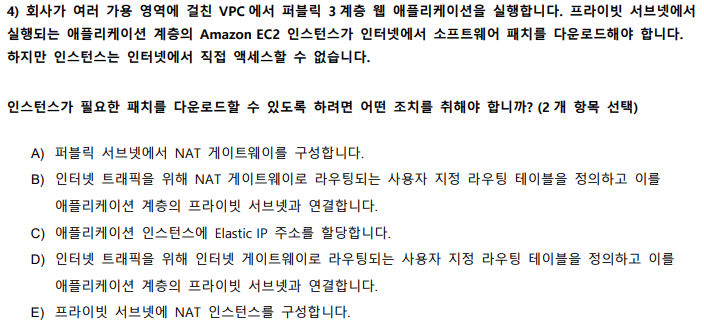 4) 회사가 여러 가용 영역에 걸친 VPC 에서 퍼블릭 3 계층 웹 애플리케이션을 실행합니다. 프라이빗 서브넷에서
실행되는 애플리케이션 계층의 Amazon EC2 인스턴스가 인터넷에서 소프트웨어 패치를 다운로드해야 합니다.
하지만 인스턴스는 인터넷에서 직접 액세스할 수 없습니다.
인스턴스가 필요한 패치를 다운로드할 수 있도록 하려면 어떤 조치를 취해야 합니까? (2 개 항목 선택)
A) 퍼블릭 서브넷에서 NAT 게이트웨이를 구성합니다.
B) 인터넷 트래픽을 위해 NAT 게이트웨이로 라우팅되는 사용자 지정 라우팅 테이블을 정의하고 이를
애플리케이션 계층의 프라이빗 서브넷과 연결합니다.
C) 애플리케이션 인스턴스에 Elastic IP 주소를 할당합니다.
D) 인터넷 트래픽을 위해 인터넷 게이트웨이로 라우팅되는 사용자 지정 라우팅 테이블을 정의하고 이를
애플리케이션 계층의 프라이빗 서브넷과 연결합니다.
E) 프라이빗 서브넷에 NAT 인스턴스를 구성합니다.